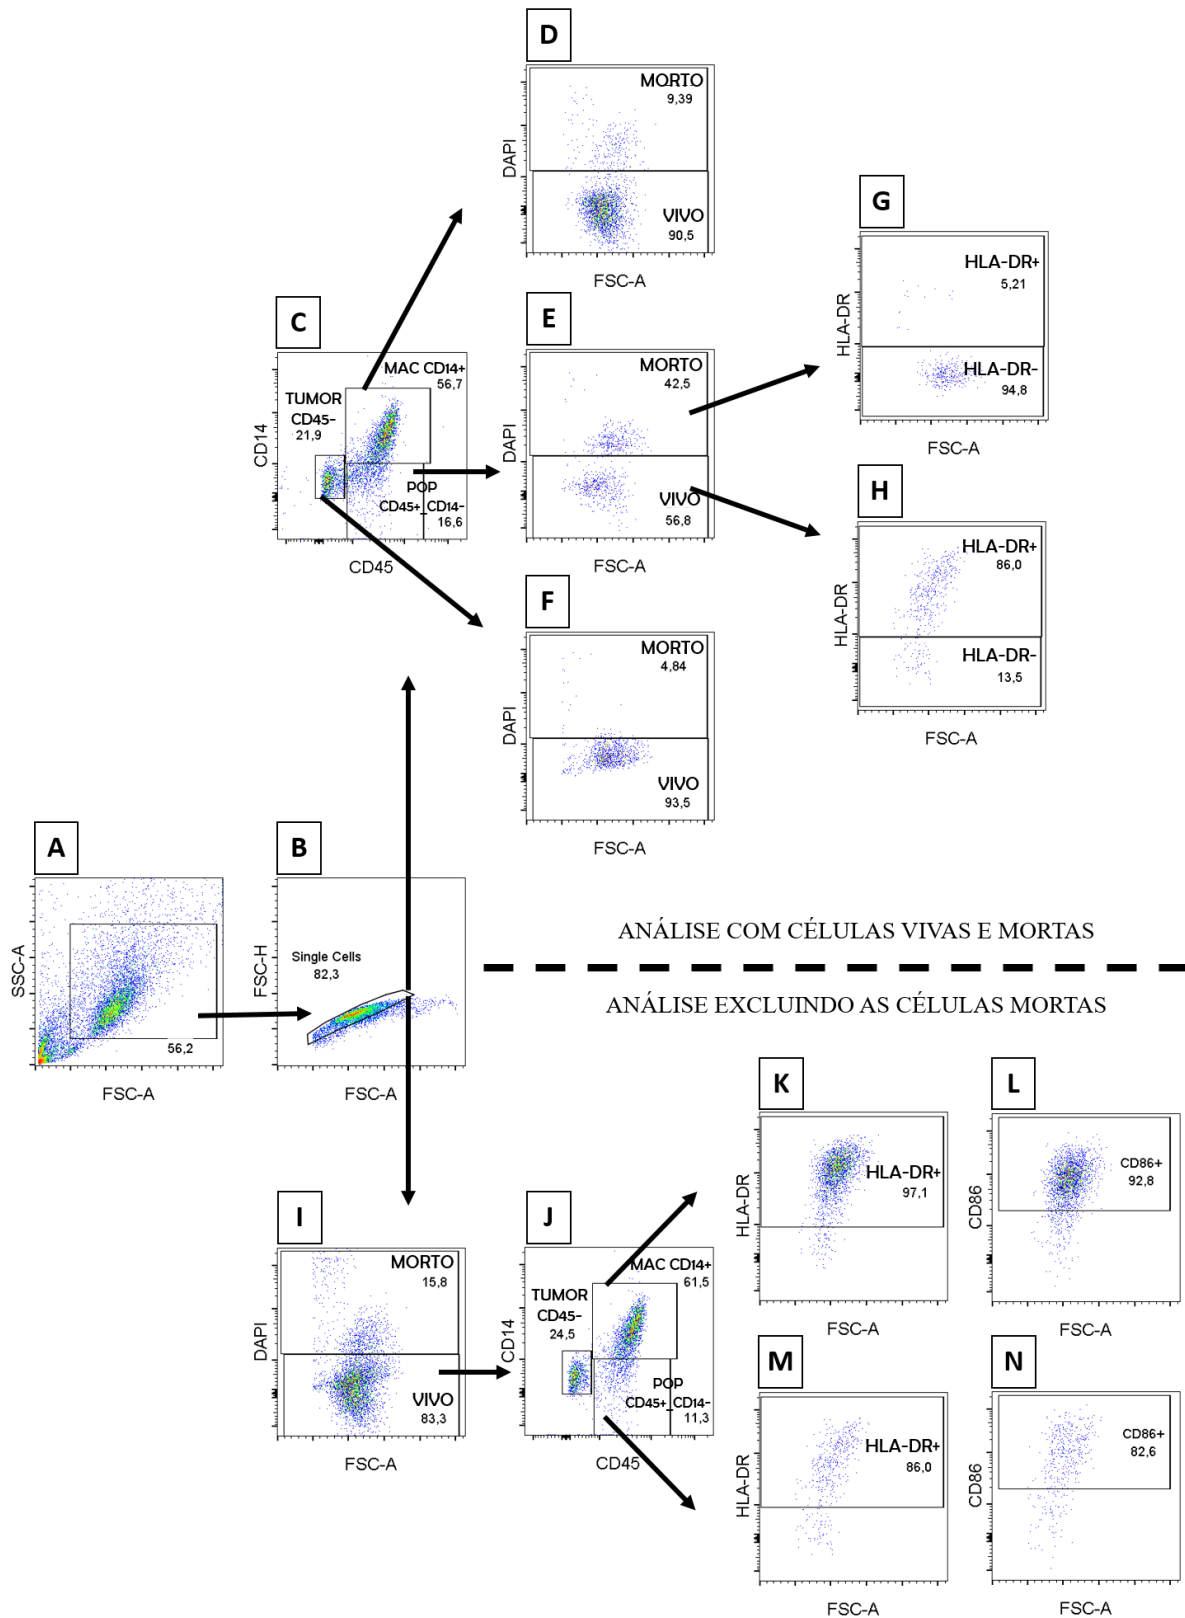 D
MORTO
9,39
DAPI
VIVO
90,5
FSC-A
G
HLA-DR+
5,21
HLA-DR
HLA-DR-
94,8
FSC-A
C
MAC CD14+
56,7
TUMOR
CD45-
21,9
CD14
POP
CD45+_CD14-
16,6
CD45
E
MORTO
42,5
DAPI
VIVO
56,8
FSC-A
H
HLA-DR+
86,0
HLA-DR
HLA-DR-
13,5
FSC-A
F
MORTO
4,84
DAPI
VIVO
93,5
FSC-A
A
SSC-A
56,2
FSC-A
B
Single Cells
82,3
FSC-H
FSC-A
ANÁLISE COM CÉLULAS VIVAS E MORTAS
ANÁLISE EXCLUINDO AS CÉLULAS MORTAS
K
HLA-DR+
97,1
HLA-DR
FSC-A
L
CD86+
92,8
CD86
FSC-A
I
MORTO
15,8
DAPI
VIVO
83,3
FSC-A
J
MAC CD14+
61,5
TUMOR
CD45-
24,5
CD14
POP
CD45+_CD14-
11,3
CD45
M
HLA-DR+
86,0
HLA-DR
FSC-A
N
CD86+
82,6
CD86
FSC-A